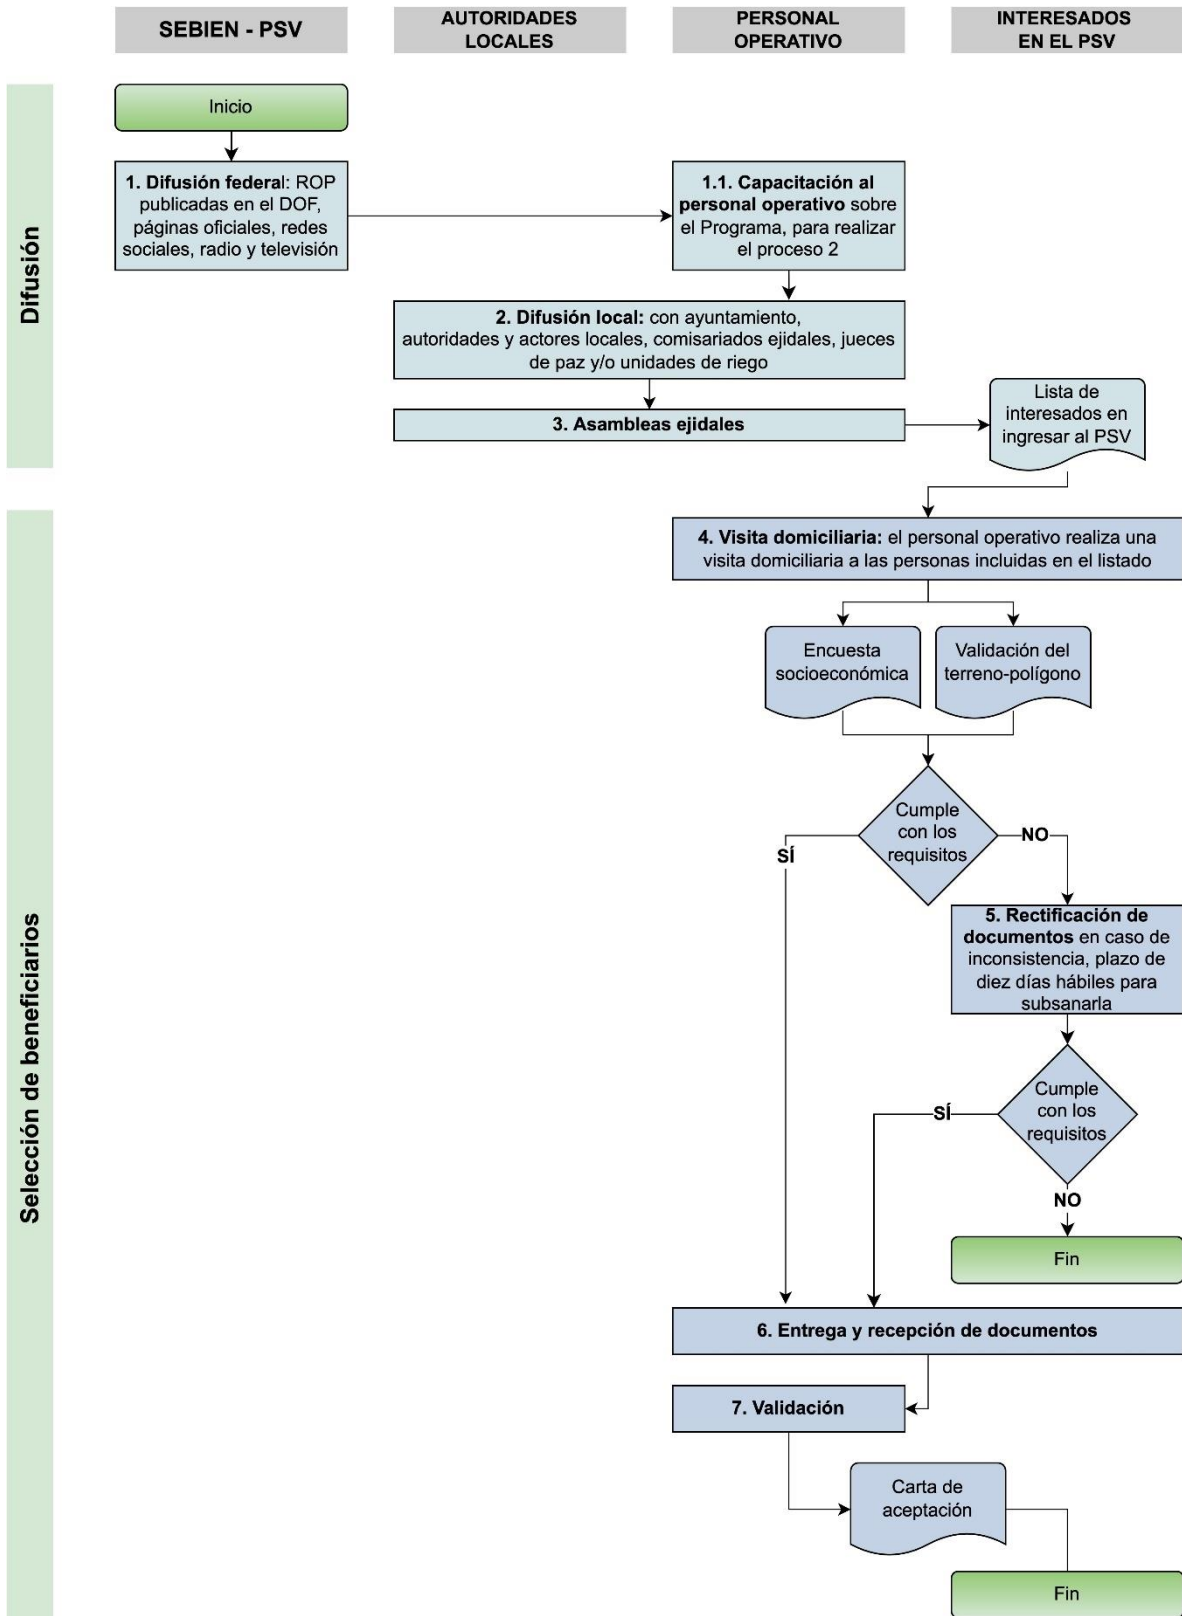 SEBIEN - PSV
AUTORIDADES
LOCALES
PERSONAL
OPERATIVO
INTERESADOS
EN EL PSV
Difusión
Inicio
1. Difusión federal: ROP
publicadas en el DOF,
páginas oficiales, redes
sociales, radio y televisión
1.1. Capacitación al
personal operativo sobre
el Programa, para realizar
el proceso 2
2. Difusión local: con ayuntamiento,
autoridades y actores locales, comisariados ejidales, jueces
de paz y/o unidades de riego
3. Asambleas ejidales
Lista de
interesados en
ingresar al PSV
Selección de beneficiarios
4. Visita domiciliaria: el personal operativo realiza una
visita domiciliaria a las personas incluidas en el listado
Encuesta
socioeconómica
Validación del
terreno-polígono
Cumple
con los
requisitos
SÍ
NO
5. Rectificación de
documentos en caso de
inconsistencia, plazo de
diez días hábiles para
subsanarla
Cumple
con los
requisitos
SÍ
NO
Fin
6. Entrega y recepción de documentos
7. Validación
Carta de
aceptación
Fin